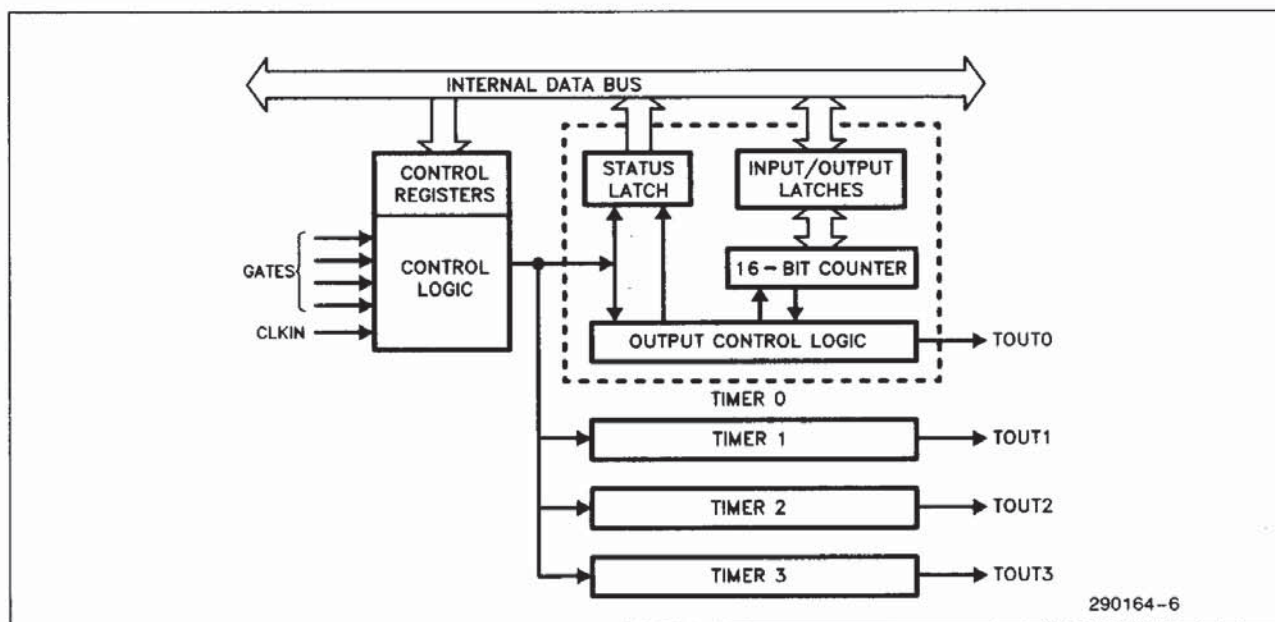 INTERNAL DATA BUS
CONTROL
REGISTERS
STATUS
LATCH
INPUT/OUTPUT
LATCHES
GATES
CONTROL
LOGIC
16-BIT COUNTER
CLKIN
OUTPUT CONTROL LOGIC
TOUT0
TIMER 0
TIMER 1
TOUT1
TIMER 2
TOUT2
TIMER 3
TOUT3
290164-6